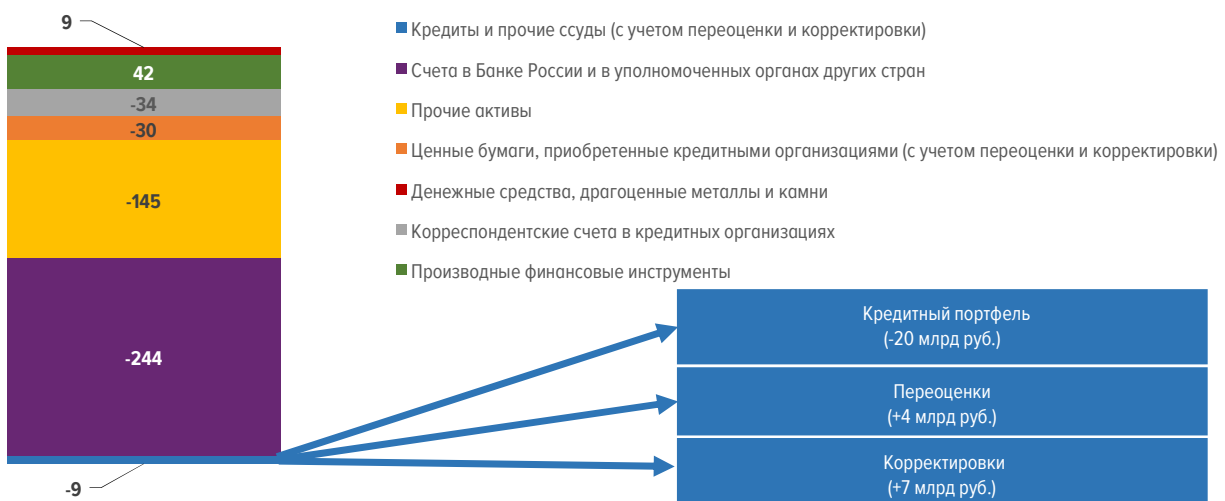 9
42
-34
-30
-145
-244
-9
Кредиты и прочие ссуды (с учетом переоценки и корректировки)
Счета в Банке России и в уполномоченных органах других стран
Прочие активы
Ценные бумаги, приобретенные кредитными организациями (с учетом переоценки и корректировки)
Денежные средства, драгоценные металлы и камни
Корреспондентские счета в кредитных организациях
Производные финансовые инструменты
Кредитный портфель
(-20 млрд руб.)
Переоценки
(+4 млрд руб.)
Корректировки
(+7 млрд руб.)